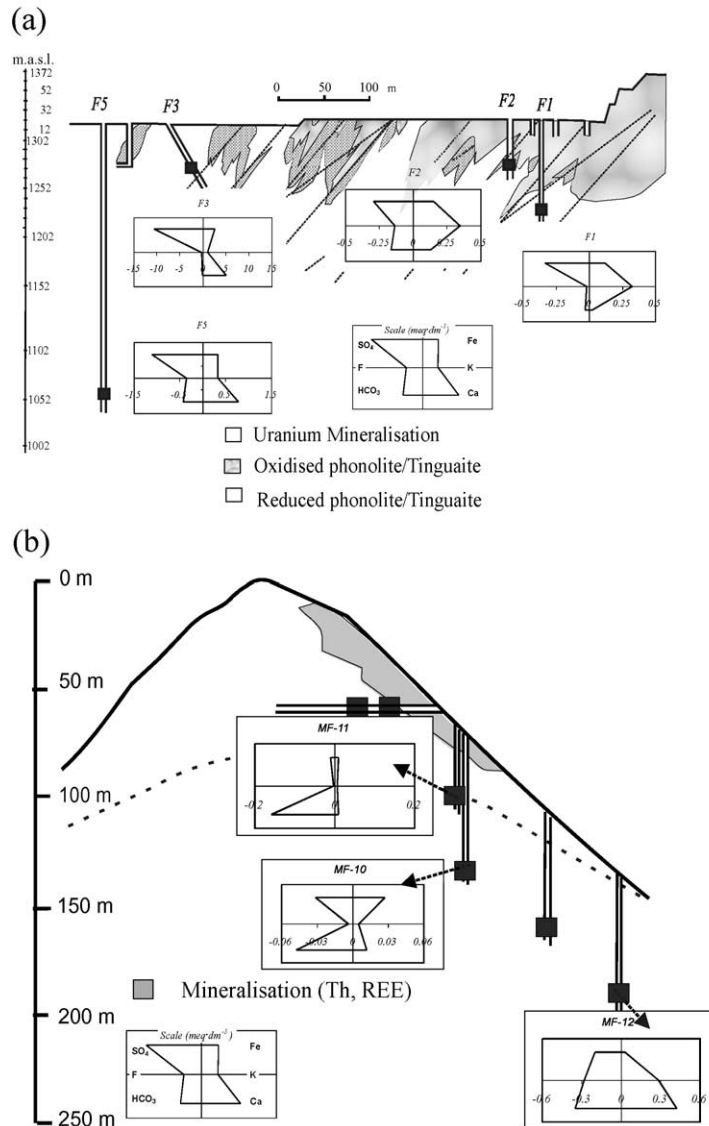 (a)
m.a.s.l.
1372
52
32
12
1302
1252
1202
1152
1102
1052
1002
0 50 100
m
F5
F3
F2
F1
F3
-15 -10 -5 0 5 10 15
F2
-0.5 -0.25 0 0.25 0.5
F1
-0.5 -0.25 0 0.25 0.5
F5
-1.5 -.5 0 0.5 1.5
Scale (meq·dm⁻³)
SO₄ Fe
F K
HCO₃ Ca
Uranium Mineralisation
Oxidised phonolite/Tinguaite
Reduced phonolite/Tinguaite
(b)
0 m
50 m
100 m
150 m
200 m
250 m
MF-11
-0.2 0 0.2
MF-10
-0.06 -0.03 0 0.03 0.06
Mineralisation (Th, REE)
Scale (meq·dm⁻³)
SO₄ Fe
F K
HCO₃ Ca
MF-12
-0.6 -0.3 0 0.3 0.6